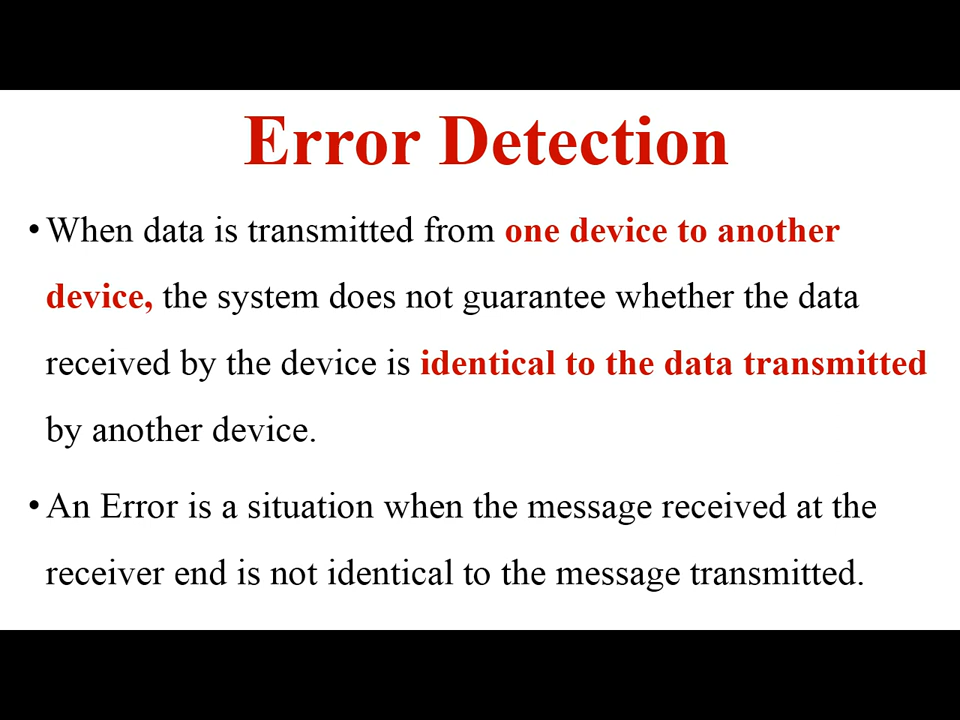 Error Detection
• When data is transmitted from one device to another
device, the system does not guarantee whether the data
received by the device is identical to the data transmitted
by another device.
• An Error is a situation when the message received at the
receiver end is not identical to the message transmitted.